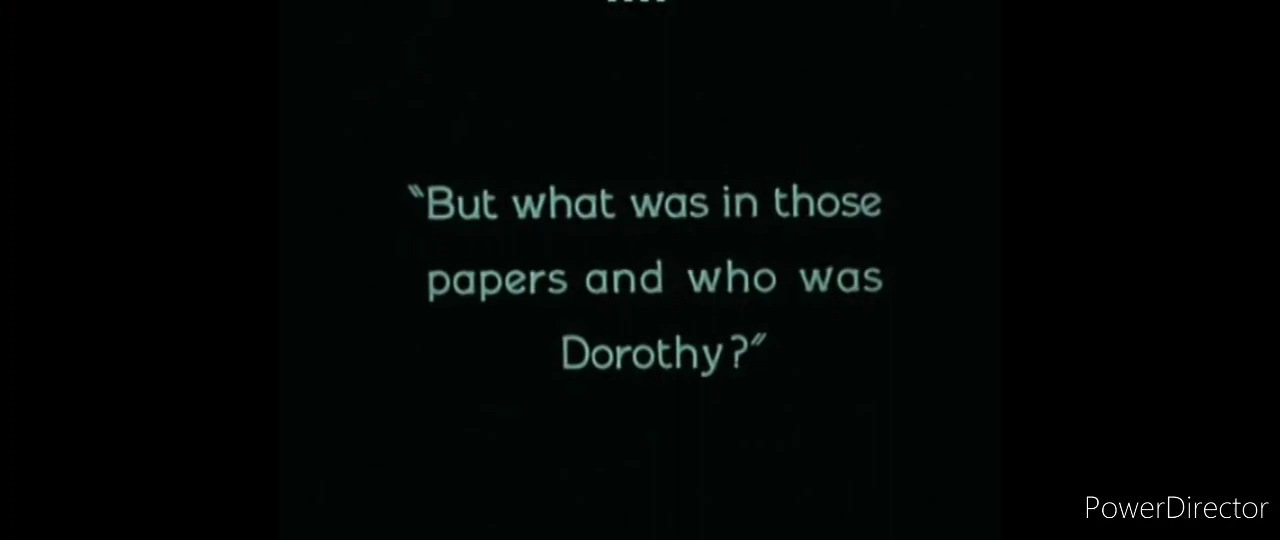 "But what was in those
papers and who was
Dorothy?"
PowerDirector